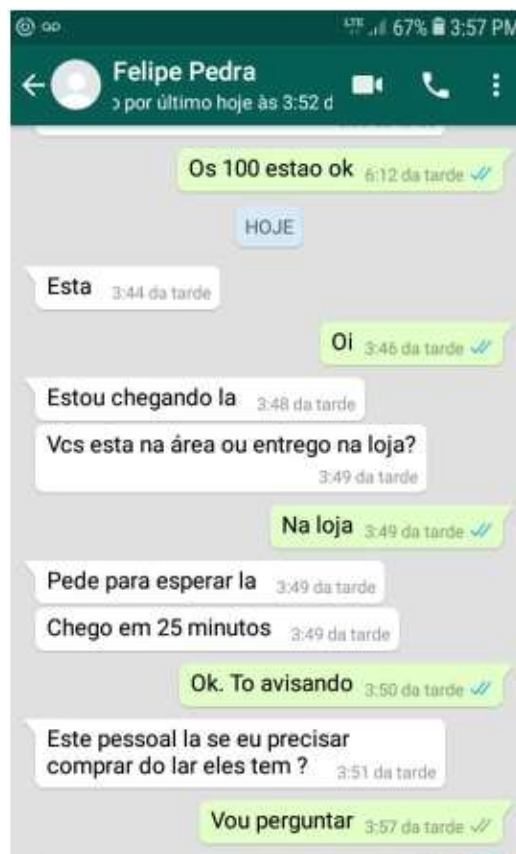 LTE 67% 3:57 PM
Felipe Pedra
o por último hoje às 3:52 d
Os 100 estao ok 6:12 da tarde
HOJE
Esta 3:44 da tarde
Oi 3:46 da tarde
Estou chegando la 3:48 da tarde
Vcs esta na área ou entrego na loja?
3:49 da tarde
Na loja 3:49 da tarde
Pede para esperar la 3:49 da tarde
Chego em 25 minutos 3:49 da tarde
Ok. To avisando 3:50 da tarde
Este pessoal la se eu precisar
comprar do lar eles tem ? 3:51 da tarde
Vou perguntar 3:57 da tarde